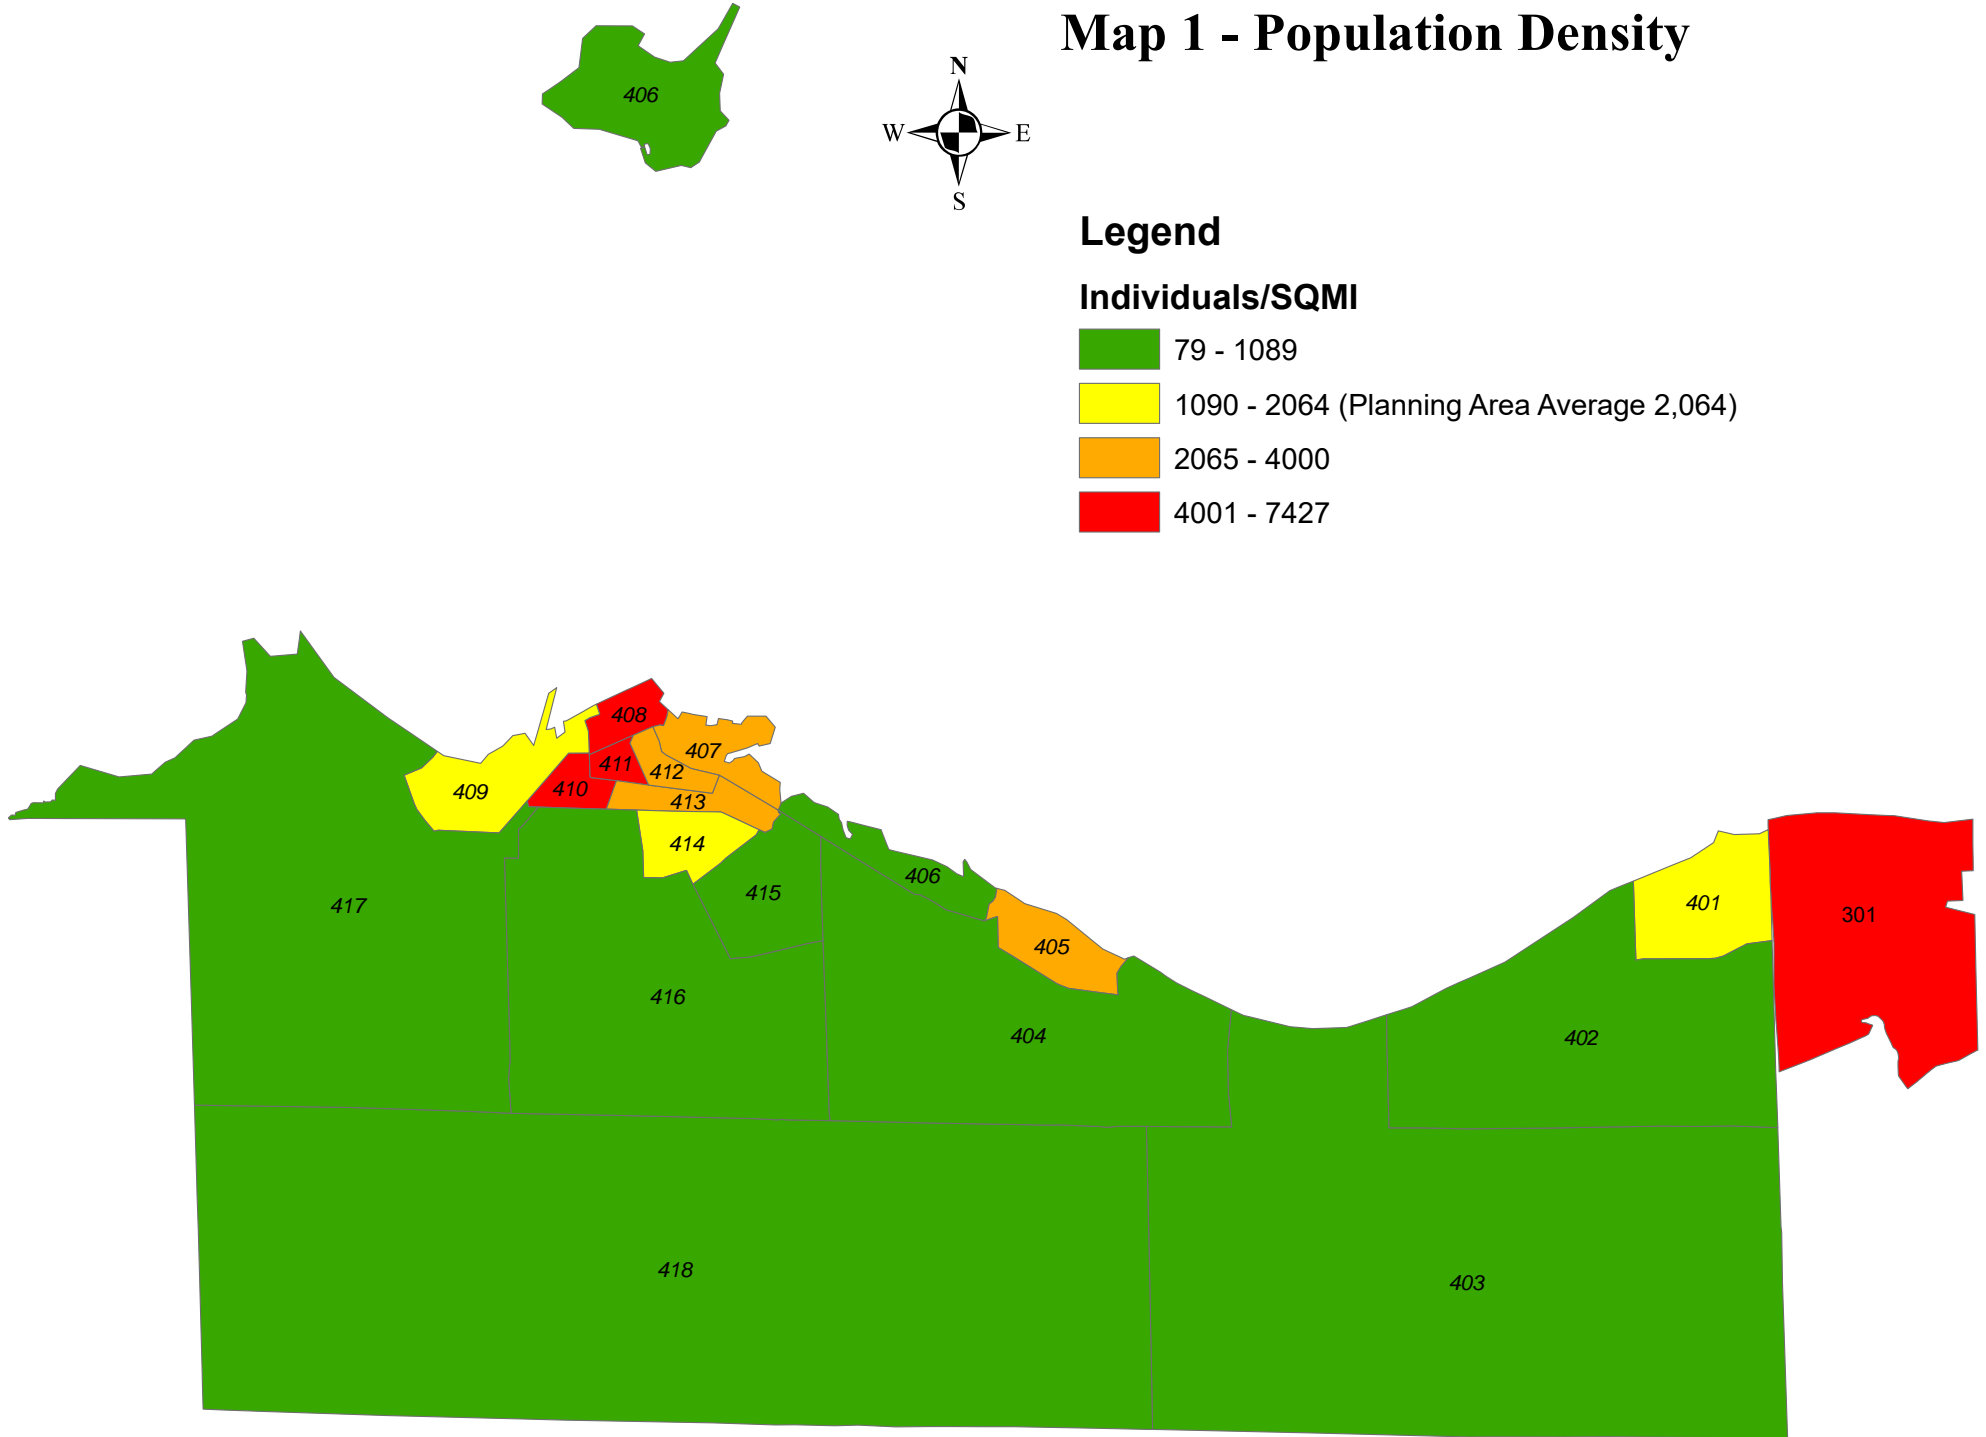 Map 1 - Population Density
N
406
W E
S
Legend
Individuals/SQMI
79 - 1089
1090 - 2064 (Planning Area Average 2,064)
2065 - 4000
4001 - 7427
408
407
411
412
409
410
413
414
406
415
417
401
301
405
416
404
402
418
403